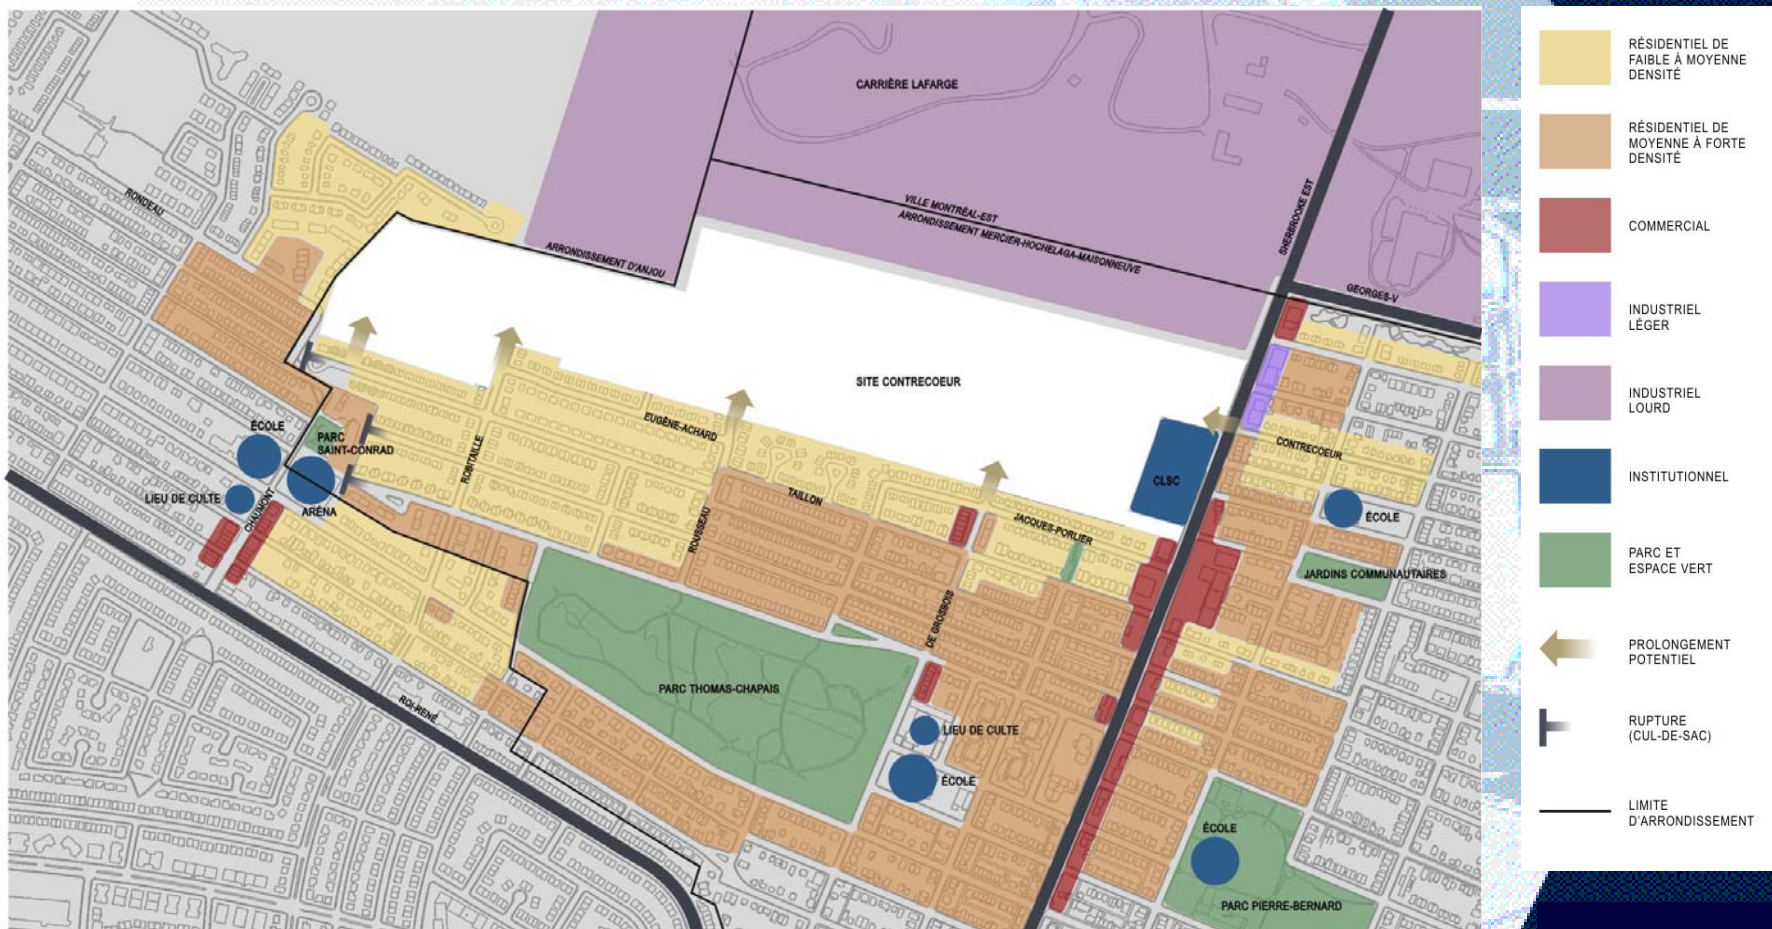 CARRIÈRE LAFARGE
RONDEAU
SHERBROOKE EST
VILLE MONTRÉAL-EST
ARRONDISSEMENT MERCIER-HOCHELAGA-MAISONNEUVE
ARRONDISSEMENT D'ANJOU
GEORGES-V
SITE CONTRECOEUR
EUGÈNE-ACHARD
ROBITAILLE
ÉCOLE
PARC
SAINT-CONRAD
LIEU DE CULTE
CHAUMONT
ARÉNA
TAILLON
ROUSSEAU
JACQUES-PORLIER
CLSC
CONTRECOEUR
ÉCOLE
JARDINS COMMUNAUTAIRES
DE GROSBOIS
PARC THOMAS-CHAPAIS
ROI-RENÉ
LIEU DE CULTE
ÉCOLE
ÉCOLE
PARC PIERRE-BERNARD
RÉSIDENTIEL DE
FAIBLE À MOYENNE
DENSITÉ
RÉSIDENTIEL DE
MOYENNE À FORTE
DENSITÉ
COMMERCIAL
INDUSTRIEL
LÉGER
INDUSTRIEL
LOURD
INSTITUTIONNEL
PARC ET
ESPACE VERT
PROLONGEMENT
POTENTIEL
RUPTURE
(CUL-DE-SAC)
LIMITE
D'ARRONDISSEMENT